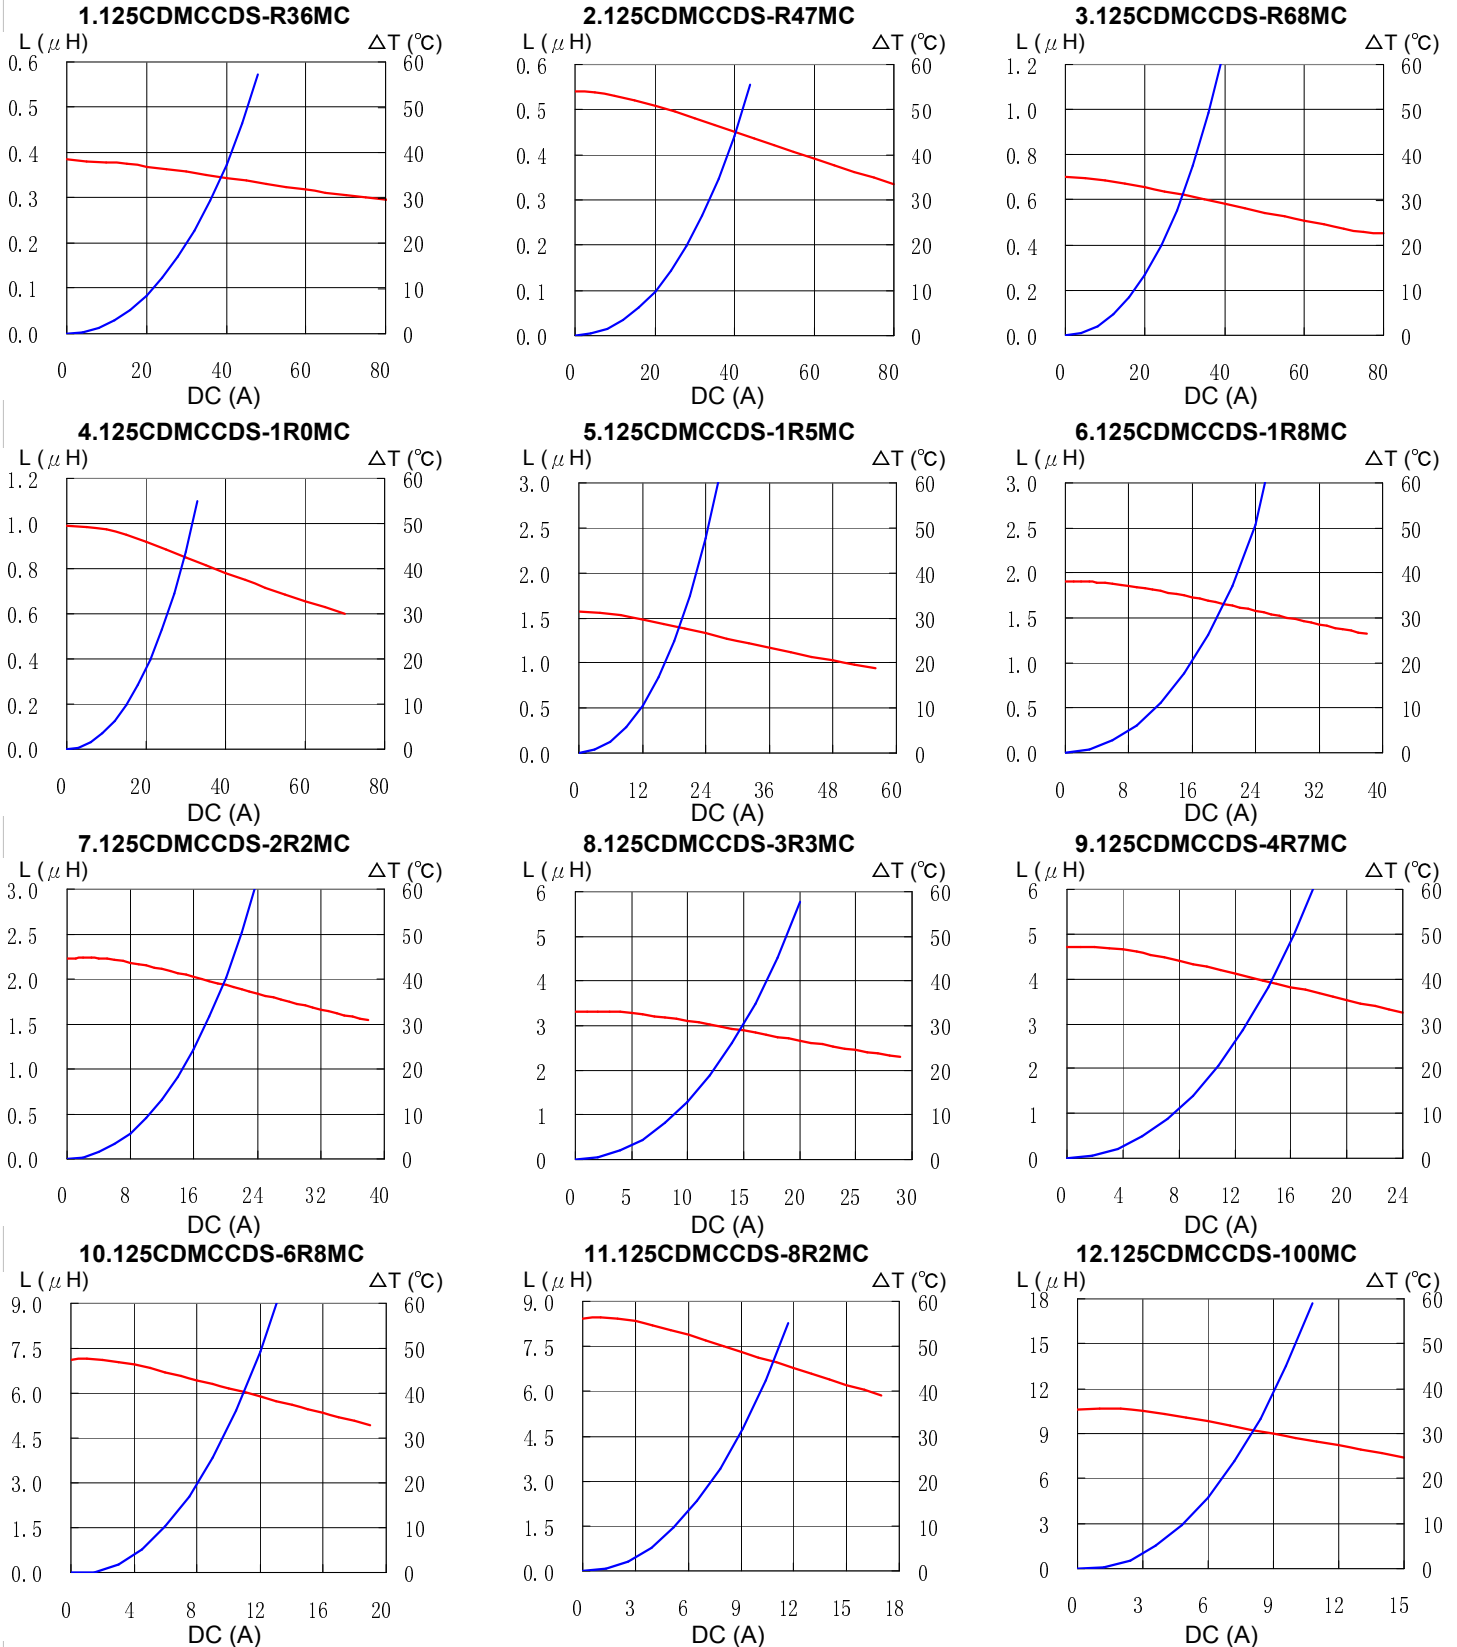 1.125CDMCCDS-R36MC
L (μH) △T (℃)
0.6 60
0.5 50
0.4 40
0.3 30
0.2 20
0.1 10
0.0 0
0 20 40 60 80
DC (A)
2.125CDMCCDS-R47MC
L (μH) △T (℃)
0.6 60
0.5 50
0.4 40
0.3 30
0.2 20
0.1 10
0.0 0
0 20 40 60 80
DC (A)
3.125CDMCCDS-R68MC
L (μH) △T (℃)
1.2 60
1.0 50
0.8 40
0.6 30
0.4 20
0.2 10
0.0 0
0 20 40 60 80
DC (A)
4.125CDMCCDS-1R0MC
L (μH) △T (℃)
1.2 60
1.0 50
0.8 40
0.6 30
0.4 20
0.2 10
0.0 0
0 20 40 60 80
DC (A)
5.125CDMCCDS-1R5MC
L (μH) △T (℃)
3.0 60
2.5 50
2.0 40
1.5 30
1.0 20
0.5 10
0.0 0
0 12 24 36 48 60
DC (A)
6.125CDMCCDS-1R8MC
L (μH) △T (℃)
3.0 60
2.5 50
2.0 40
1.5 30
1.0 20
0.5 10
0.0 0
0 8 16 24 32 40
DC (A)
7.125CDMCCDS-2R2MC
L (μH) △T (℃)
3.0 60
2.5 50
2.0 40
1.5 30
1.0 20
0.5 10
0.0 0
0 8 16 24 32 40
DC (A)
8.125CDMCCDS-3R3MC
L (μH) △T (℃)
6 60
5 50
4 40
3 30
2 20
1 10
0 0
0 5 10 15 20 25 30
DC (A)
9.125CDMCCDS-4R7MC
L (μH) △T (℃)
6 60
5 50
4 40
3 30
2 20
1 10
0 0
0 4 8 12 16 20 24
DC (A)
10.125CDMCCDS-6R8MC
L (μH) △T (℃)
9.0 60
7.5 50
6.0 40
4.5 30
3.0 20
1.5 10
0.0 0
0 4 8 12 16 20
DC (A)
11.125CDMCCDS-8R2MC
L (μH) △T (℃)
9.0 60
7.5 50
6.0 40
4.5 30
3.0 20
1.5 10
0.0 0
0 3 6 9 12 15 18
DC (A)
12.125CDMCCDS-100MC
L (μH) △T (℃)
18 60
15 50
12 40
9 30
6 20
3 10
0 0
0 3 6 9 12 15
DC (A)